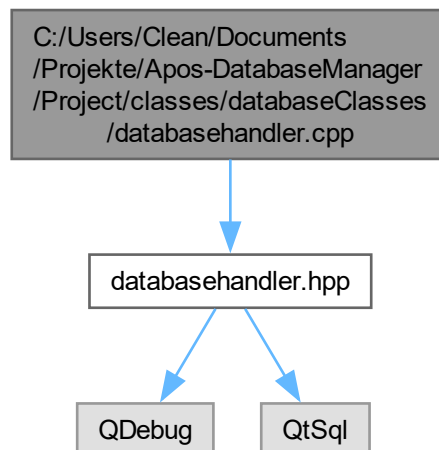 C:/Users/Clean/Documents
/Projekte/Apos-DatabaseManager
/Project/classes/databaseClasses
/databasehandler.cpp
databasehandler.hpp
QDebug
QtSql